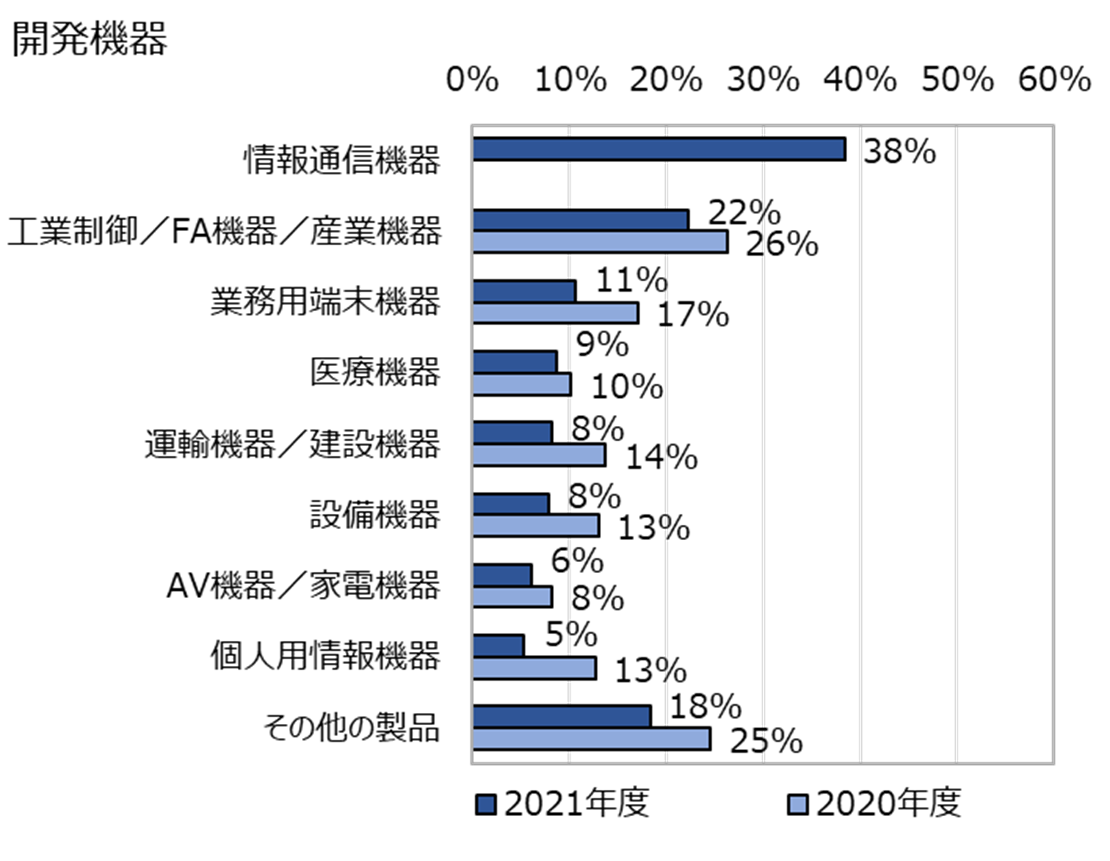 開発機器
0% 10% 20% 30% 40% 50% 60%
情報通信機器 38%
工業制御／FA機器／産業機器 22% 26%
業務用端末機器 11% 17%
医療機器 9% 10%
運輸機器／建設機器 8% 14%
設備機器 8% 13%
AV機器／家電機器 6% 8%
個人用情報機器 5% 13%
その他の製品 18% 25%
2021年度 2020年度